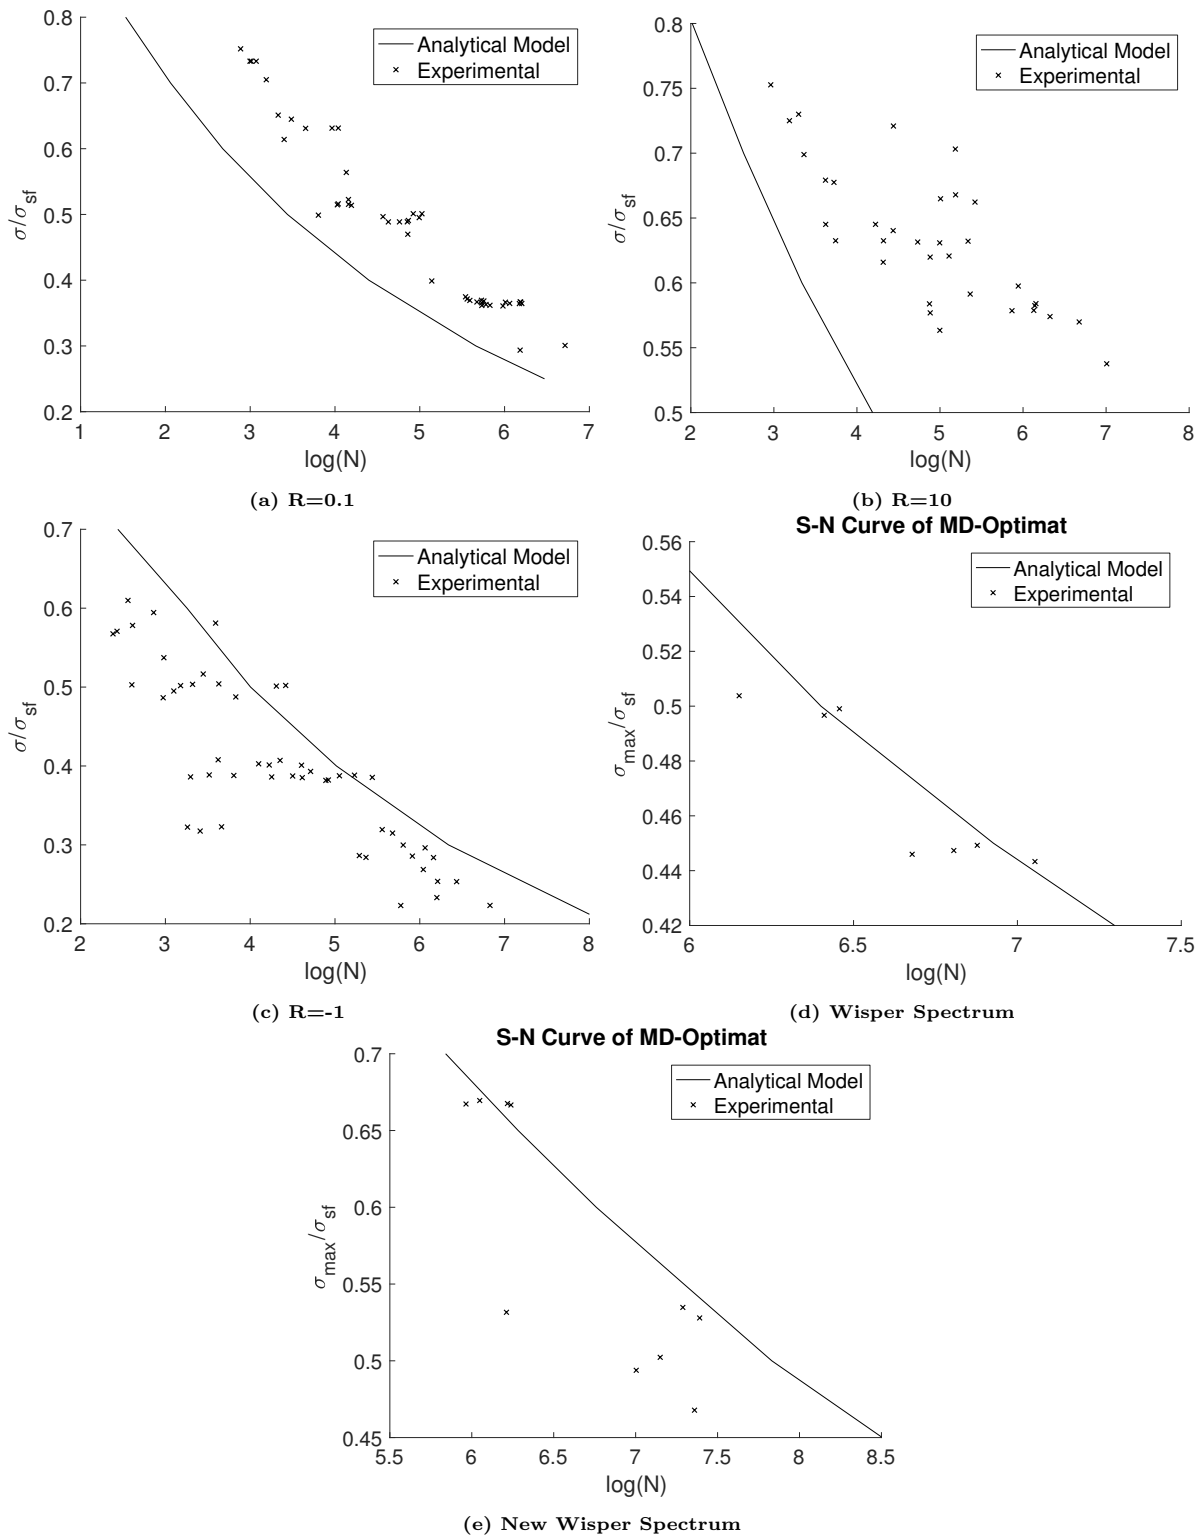 0.8
0.7
0.6
0.5
0.4
0.3
0.2
σ/σsf
Analytical Model
Experimental
1 2 3 4 5 6 7
log(N)
(a) R=0.1
0.8
0.75
0.7
0.65
0.6
0.55
0.5
σ/σsf
Analytical Model
Experimental
2 3 4 5 6 7 8
log(N)
(b) R=10
0.7
0.6
0.5
0.4
0.3
0.2
σ/σsf
Analytical Model
Experimental
2 3 4 5 6 7 8
log(N)
(c) R=-1
S-N Curve of MD-Optimat
0.56
0.54
0.52
0.5
0.48
0.46
0.44
0.42
σmax/σsf
Analytical Model
Experimental
6 6.5 7 7.5
log(N)
(d) Wisper Spectrum
S-N Curve of MD-Optimat
0.7
0.65
0.6
0.55
0.5
0.45
σmax/σsf
Analytical Model
Experimental
5.5 6 6.5 7 7.5 8 8.5
log(N)
(e) New Wisper Spectrum